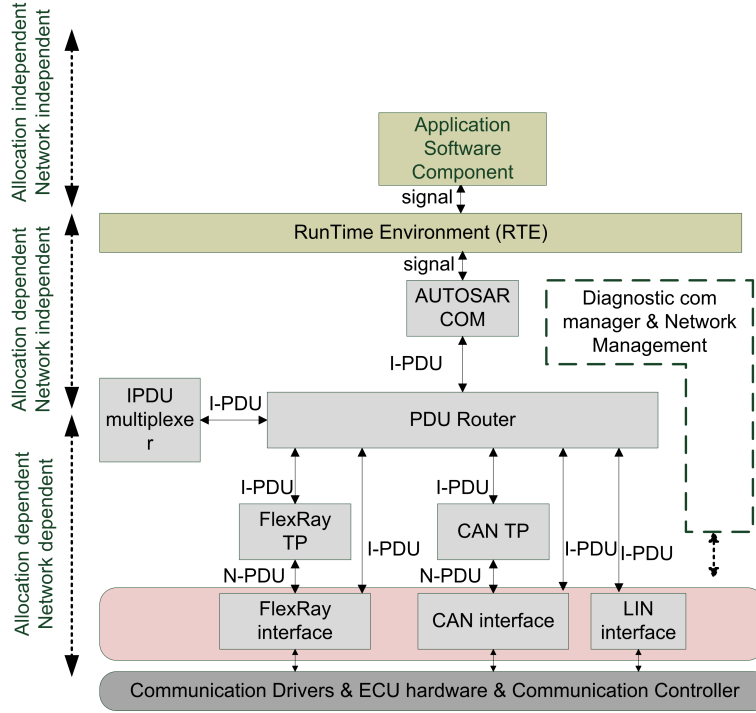 Allocation independent
Network independent
Application
Software
Component
signal
RunTime Environment (RTE)
signal
Allocation dependent
Network independent
AUTOSAR
COM
Diagnostic com
manager & Network
Management
I-PDU
IPDU
multiplexe
r
I-PDU
PDU Router
Allocation dependent
Network dependent
I-PDU
I-PDU
FlexRay
TP
CAN TP
I-PDU
I-PDU
I-PDU
N-PDU
N-PDU
FlexRay
interface
CAN interface
LIN
interface
Communication Drivers & ECU hardware & Communication Controller